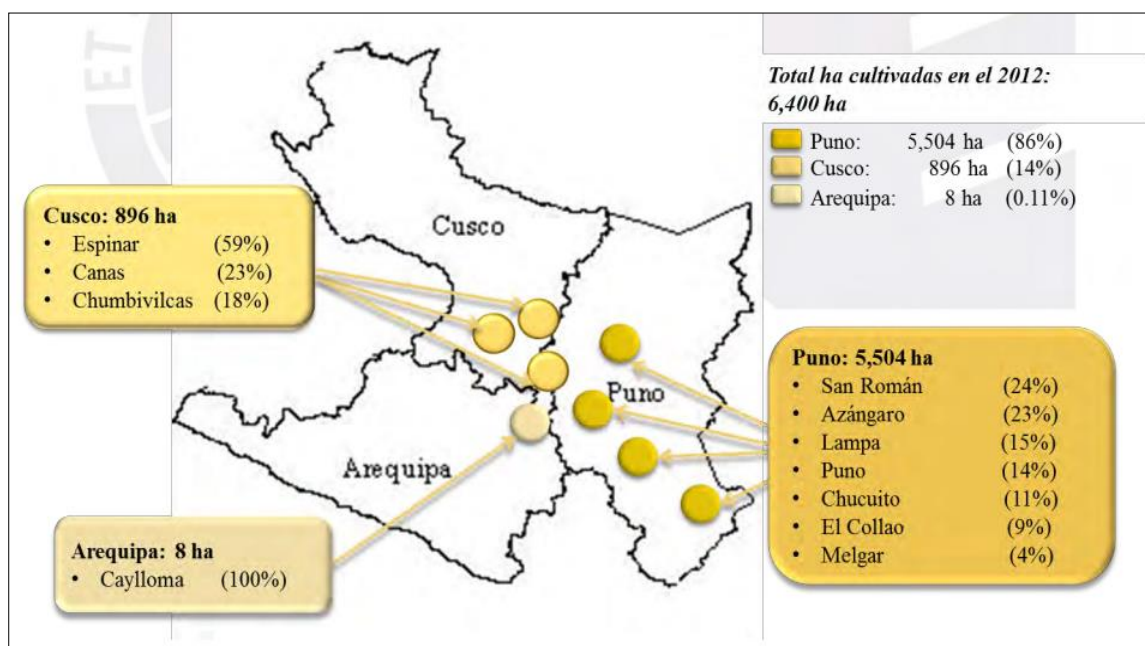 ET
Total ha cultivadas en el 2012:
6,400 ha
Puno: 5,504 ha (86%)
Cusco: 896 ha (14%)
Arequipa: 8 ha (0.11%)
Cusco: 896 ha
• Espinar (59%)
• Canas (23%)
• Chumbivilcas (18%)
Cusco
Puno
Arequipa
Puno: 5,504 ha
• San Román (24%)
• Azángaro (23%)
• Lampa (15%)
• Puno (14%)
• Chucuito (11%)
• El Collao (9%)
• Melgar (4%)
Arequipa: 8 ha
• Caylloma (100%)